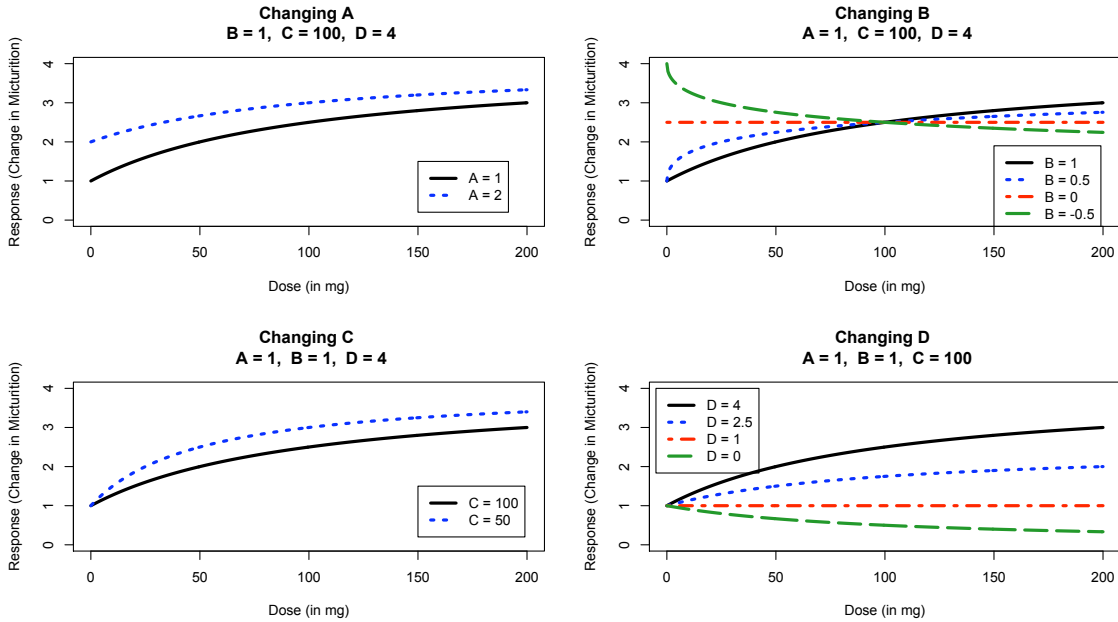 Changing A
B = 1, C = 100, D = 4
Response (Change in Micturition)
4
3
2
1
0
A = 1
A = 2
0 50 100 150 200
Dose (in mg)
Changing B
A = 1, C = 100, D = 4
Response (Change in Micturition)
4
3
2
1
0
B = 1
B = 0.5
B = 0
B = -0.5
0 50 100 150 200
Dose (in mg)
Changing C
A = 1, B = 1, D = 4
Response (Change in Micturition)
4
3
2
1
0
C = 100
C = 50
0 50 100 150 200
Dose (in mg)
Changing D
A = 1, B = 1, C = 100
Response (Change in Micturition)
4
3
2
1
0
D = 4
D = 2.5
D = 1
D = 0
0 50 100 150 200
Dose (in mg)